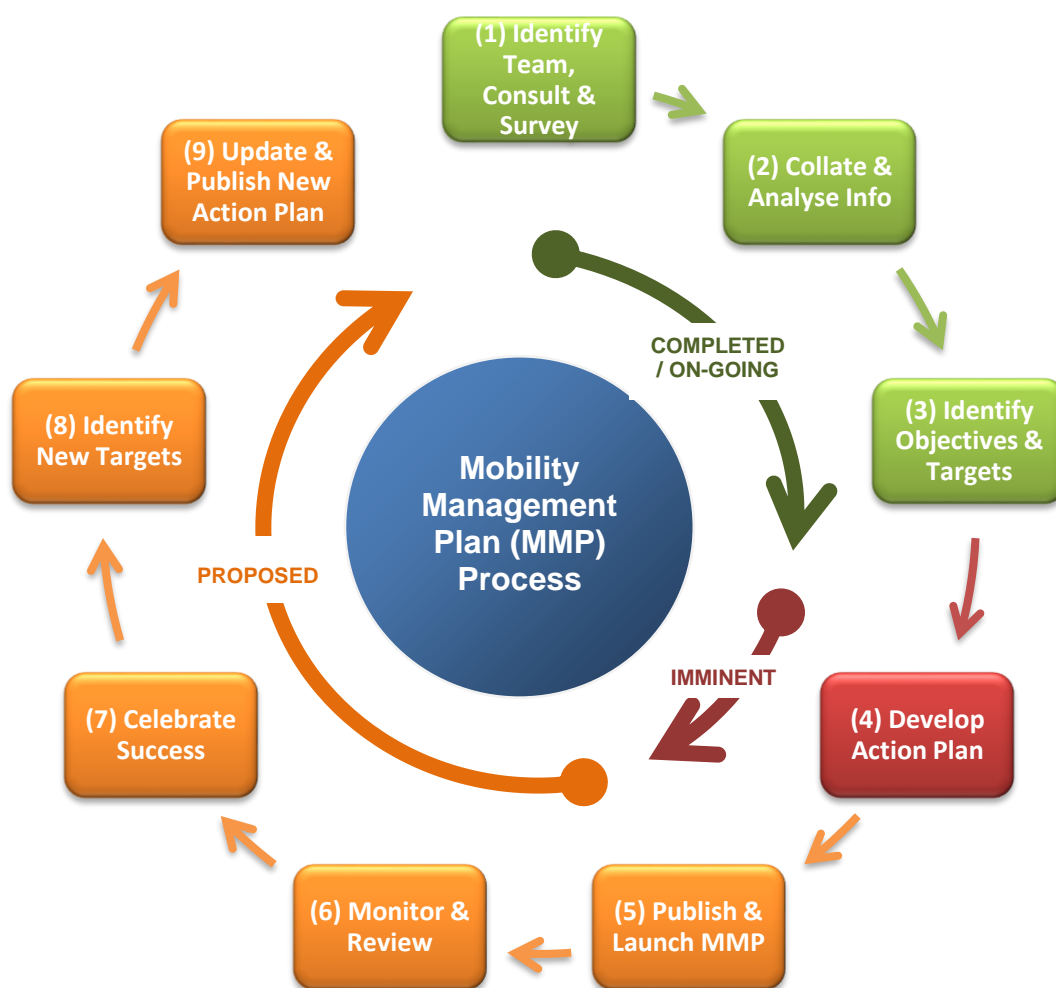 (1) Identify
Team,
Consult &
Survey
(2) Collate &
Analyse Info
(3) Identify
Objectives &
Targets
(4) Develop
Action Plan
(5) Publish &
Launch MMP
(6) Monitor &
Review
(7) Celebrate
Success
(8) Identify
New Targets
(9) Update &
Publish New
Action Plan
COMPLETED
/ ON-GOING
IMMINENT
PROPOSED
Mobility
Management
Plan (MMP)
Process